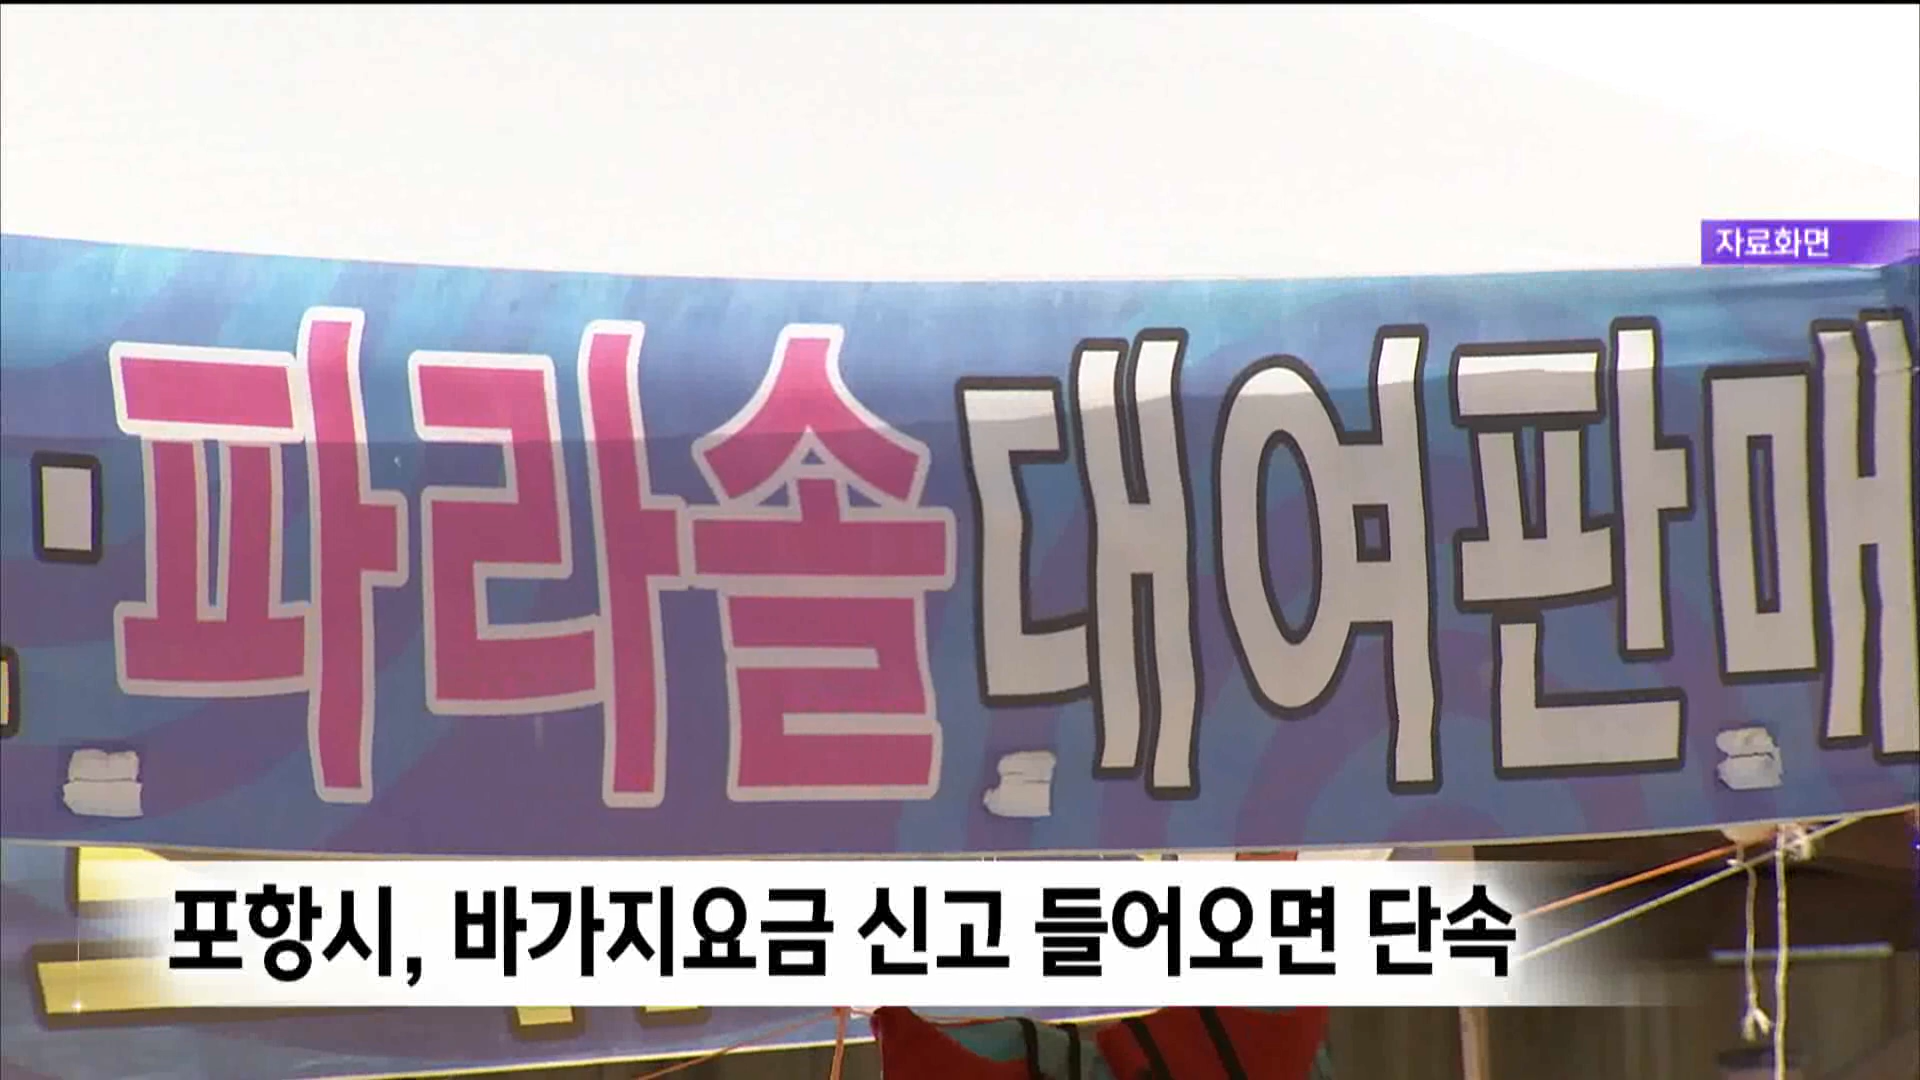 자료화면
파라솔대여판매
포항시, 바가지요금 신고 들어오면 단속